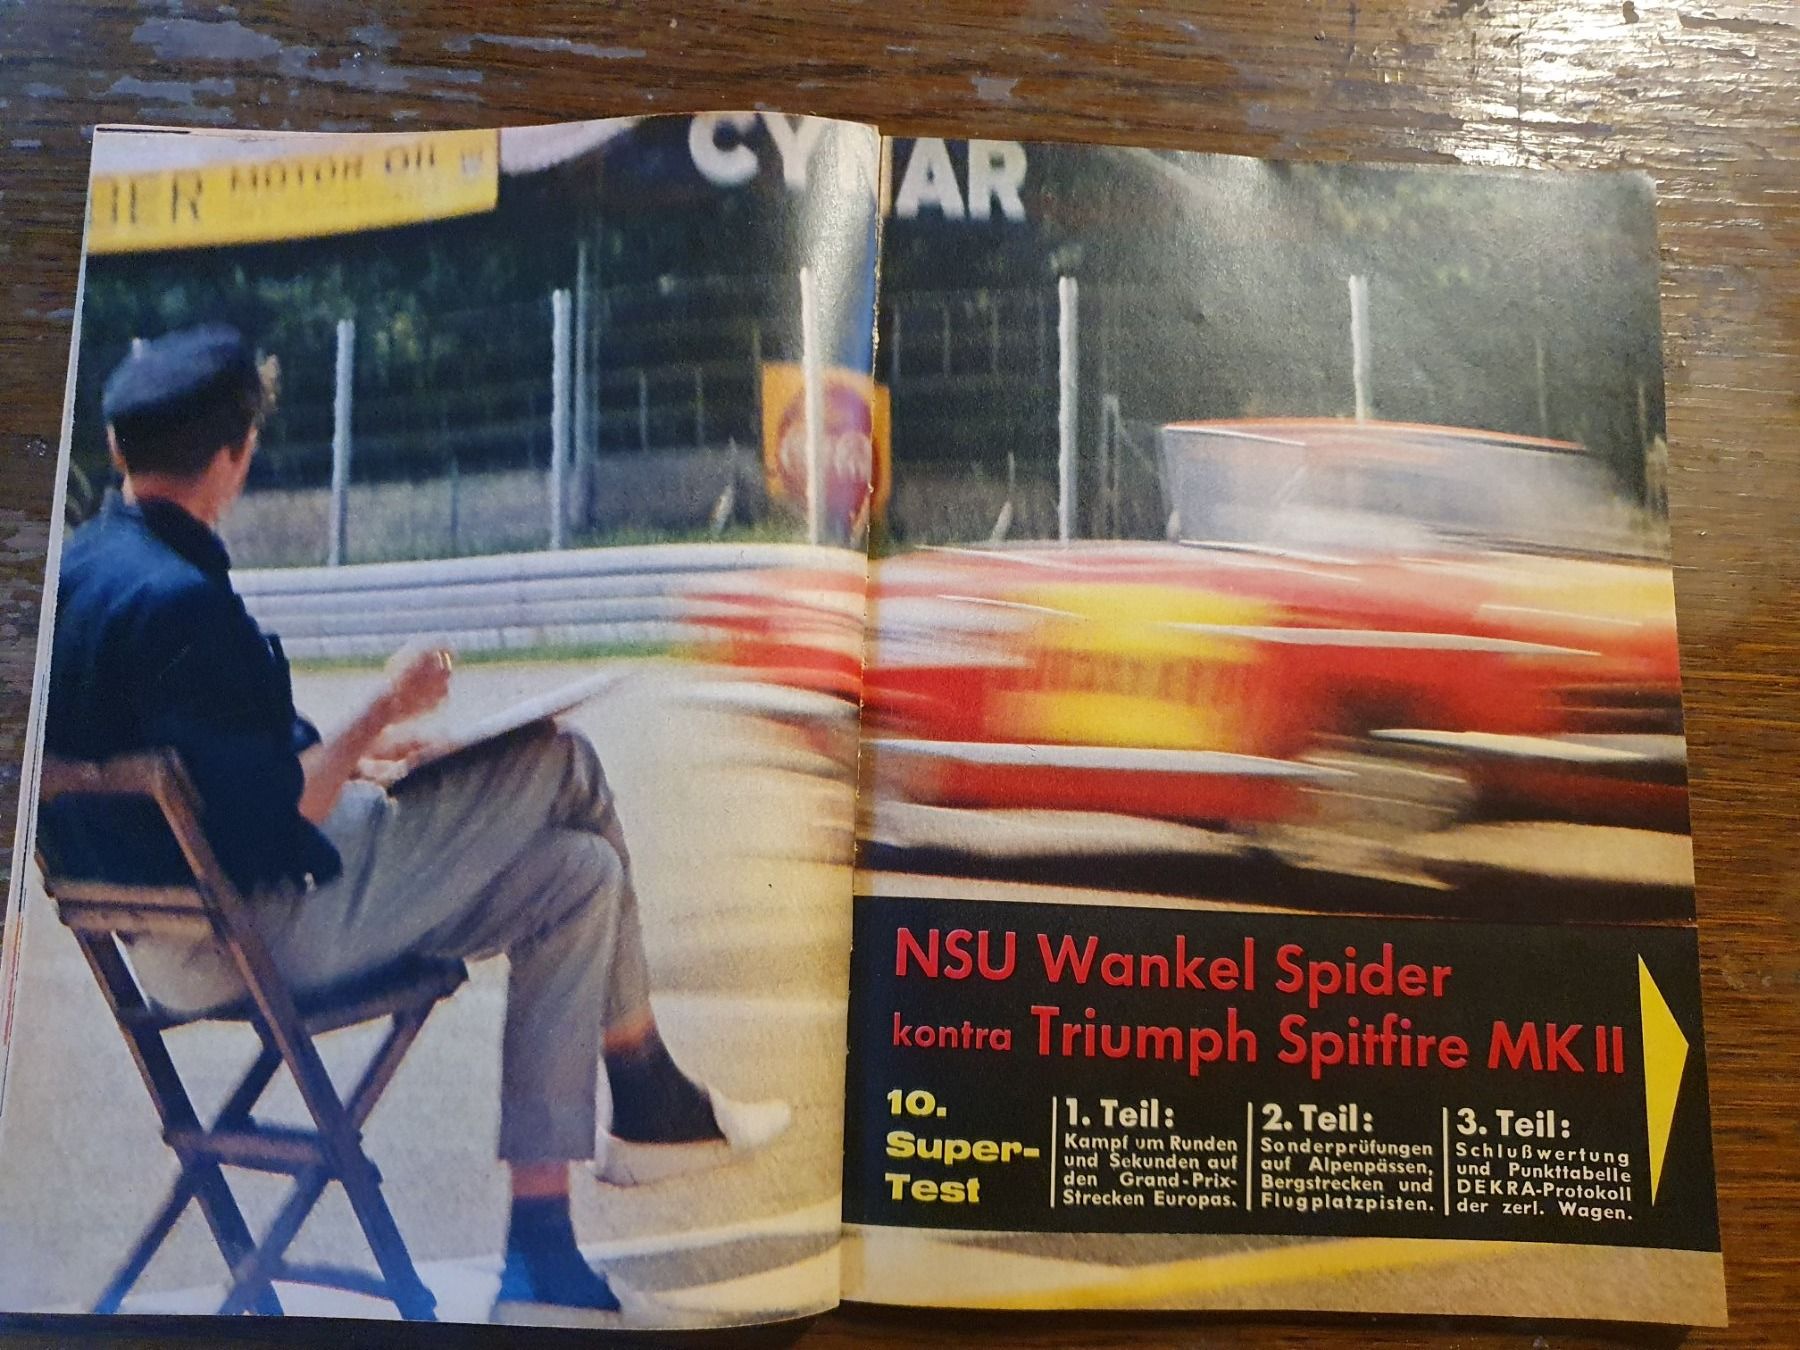 MOTOR OIL
CYNAR
NSU Wankel Spider
kontra Triumph Spitfire MK II
10.
Super-
Test
1. Teil:
Kampf um Runden
und Sekunden auf
den Grand-Prix-
Strecken Europas.
2. Teil:
Sonderprüfungen
auf Alpenpässen,
Bergstrecken und
Flugplatzpisten.
3. Teil:
Schlußwertung
und Punkttabelle
DEKRA-Protokoll
der zerl. Wagen.